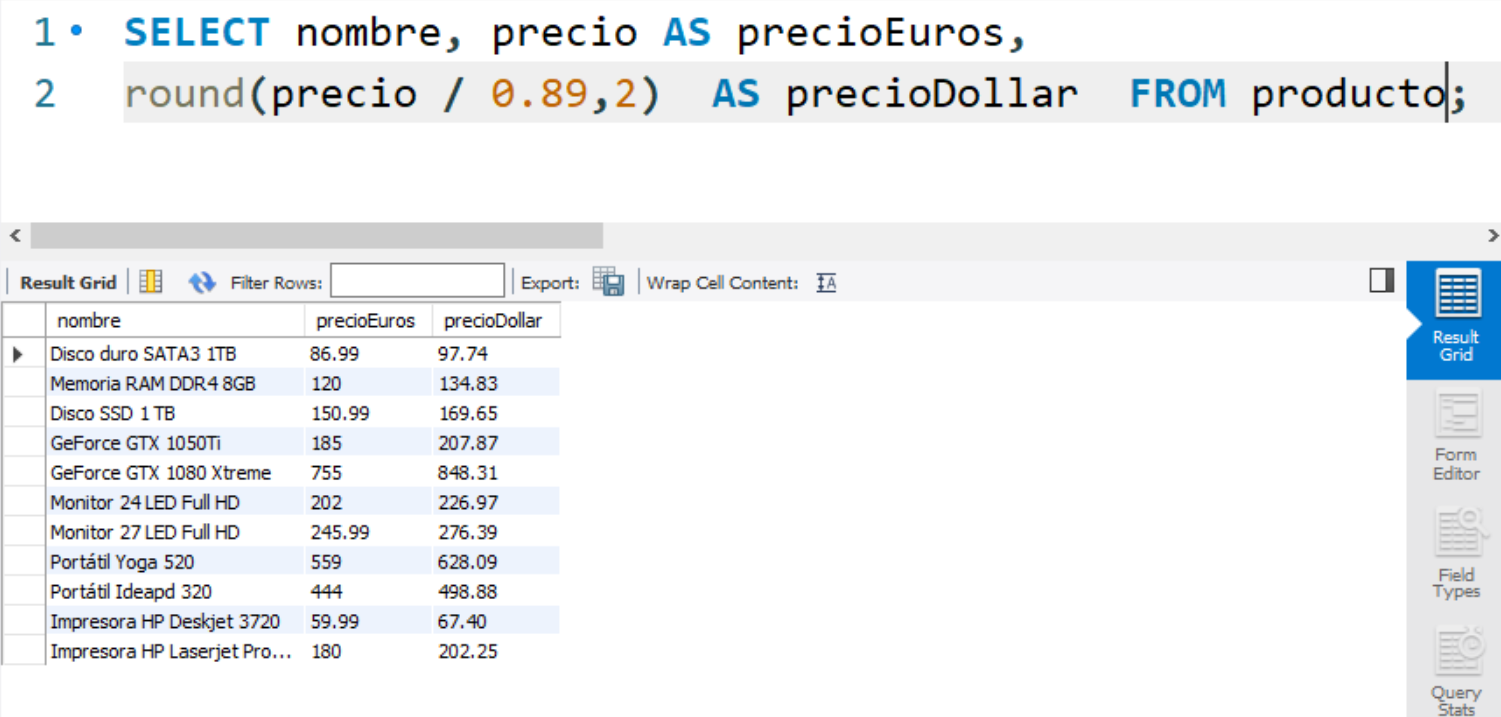 1 SELECT nombre, precio AS precioEuros,
2 round(precio / 0.89,2) AS precioDollar FROM producto;
Result Grid Filter Rows: Export: Wrap Cell Content: IA
nombre precioEuros precioDollar
Disco duro SATA3 1TB 86.99 97.74
Memoria RAM DDR4 8GB 120 134.83
Disco SSD 1 TB 150.99 169.65
GeForce GTX 1050Ti 185 207.87
GeForce GTX 1080 Xtreme 755 848.31
Monitor 24 LED Full HD 202 226.97
Monitor 27 LED Full HD 245.99 276.39
Portátil Yoga 520 559 628.09
Portátil Ideapd 320 444 498.88
Impresora HP Deskjet 3720 59.99 67.40
Impresora HP Laserjet Pro... 180 202.25
Result
Grid
Form
Editor
Field
Types
Query
Stats